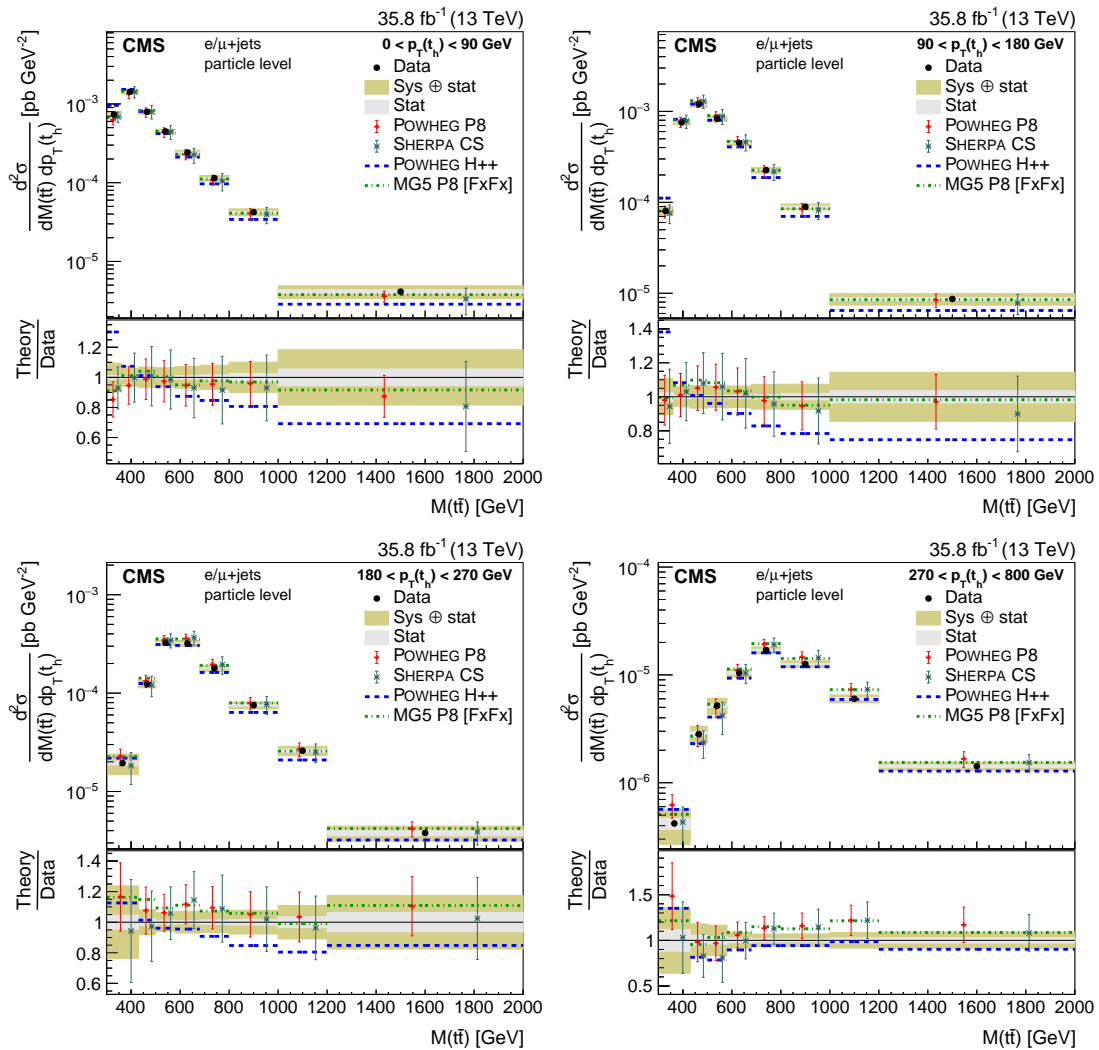 35.8 fb⁻¹ (13 TeV)
CMS
e/μ+jets
particle level
0 < p_T(t_h) < 90 GeV
Data
Sys ⊕ stat
Stat
POWHEG P8
SHERPA CS
POWHEG H++
MG5 P8 [FxFx]
d²σ / dM(tt̄) dp_T(t_h) [pb GeV⁻²]
10⁻³
10⁻⁴
10⁻⁵
Theory / Data
1.2
1
0.8
0.6
400 600 800 1000 1200 1400 1600 1800 2000
M(tt̄) [GeV]
35.8 fb⁻¹ (13 TeV)
CMS
e/μ+jets
particle level
90 < p_T(t_h) < 180 GeV
Data
Sys ⊕ stat
Stat
POWHEG P8
SHERPA CS
POWHEG H++
MG5 P8 [FxFx]
d²σ / dM(tt̄) dp_T(t_h) [pb GeV⁻²]
10⁻³
10⁻⁴
10⁻⁵
Theory / Data
1.4
1.2
1
0.8
400 600 800 1000 1200 1400 1600 1800 2000
M(tt̄) [GeV]
35.8 fb⁻¹ (13 TeV)
CMS
e/μ+jets
particle level
180 < p_T(t_h) < 270 GeV
Data
Sys ⊕ stat
Stat
POWHEG P8
SHERPA CS
POWHEG H++
MG5 P8 [FxFx]
d²σ / dM(tt̄) dp_T(t_h) [pb GeV⁻²]
10⁻³
10⁻⁴
10⁻⁵
Theory / Data
1.4
1.2
1
0.8
0.6
400 600 800 1000 1200 1400 1600 1800 2000
M(tt̄) [GeV]
35.8 fb⁻¹ (13 TeV)
CMS
e/μ+jets
particle level
270 < p_T(t_h) < 800 GeV
Data
Sys ⊕ stat
Stat
POWHEG P8
SHERPA CS
POWHEG H++
MG5 P8 [FxFx]
d²σ / dM(tt̄) dp_T(t_h) [pb GeV⁻²]
10⁻⁴
10⁻⁵
10⁻⁶
Theory / Data
1.5
1
0.5
400 600 800 1000 1200 1400 1600 1800 2000
M(tt̄) [GeV]